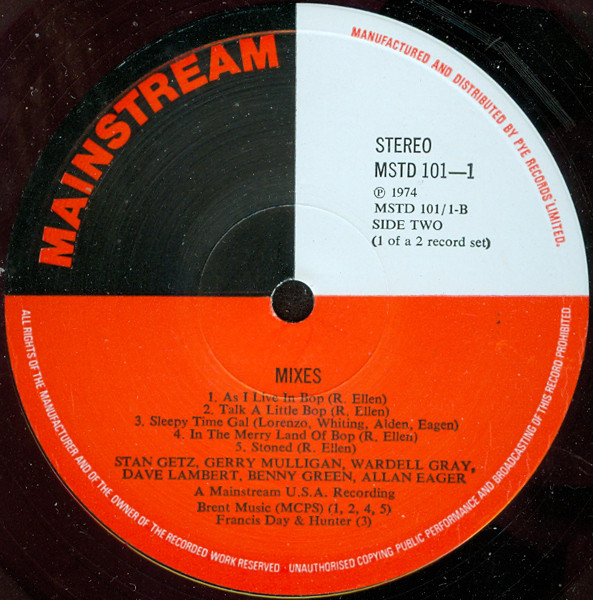 MAINSTREAM
MANUFACTURED AND DISTRIBUTED BY PYE RECORDS LIMITED.
STEREO
MSTD 101—1
℗ 1974
MSTD 101/1-B
SIDE TWO
(1 of a 2 record set)
MIXES
1. As I Live In Bop (R. Ellen)
2. Talk A Little Bop (R. Ellen)
3. Sleepy Time Gal (Lorenzo, Whiting, Alden, Eagen)
4. In The Merry Land Of Bop (R. Ellen)
5. Stoned (R. Ellen)
STAN GETZ, GERRY MULLIGAN, WARDELL GRAY,
DAVE LAMBERT, BENNY GREEN, ALLAN EAGER
A Mainstream U.S.A. Recording
Brent Music (MCPS) (1, 2, 4, 5)
Francis Day & Hunter (3)
ALL RIGHTS OF THE MANUFACTURER AND OF THE OWNER OF THE RECORDED WORK RESERVED · UNAUTHORISED COPYING PUBLIC PERFORMANCE AND BROADCASTING OF THIS RECORD PROHIBITED.